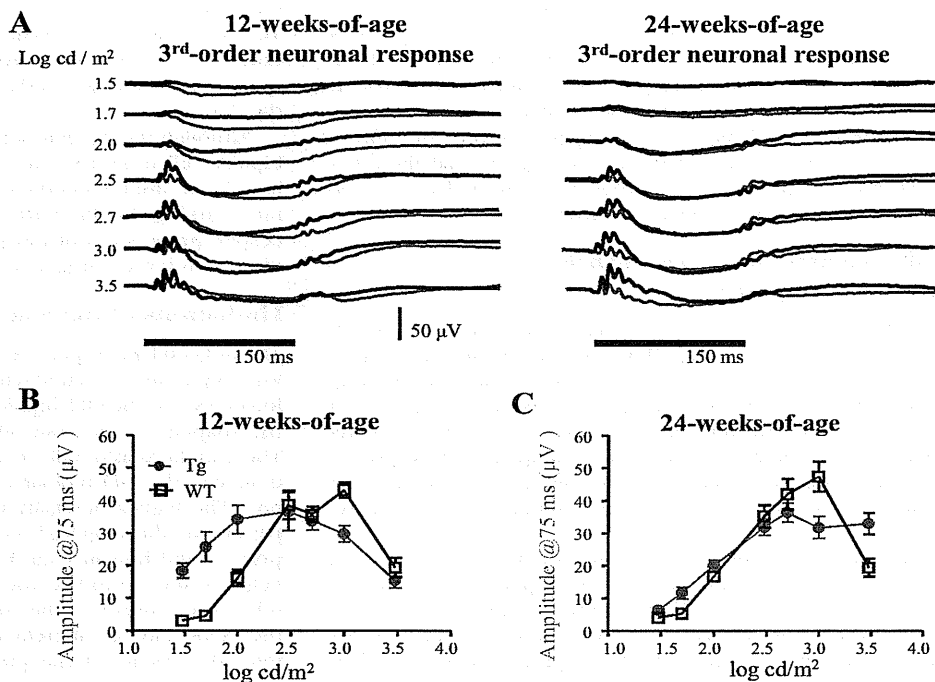 A
12-weeks-of-age
3rd-order neuronal response
24-weeks-of-age
3rd-order neuronal response
Log cd / m²
1.5
1.7
2.0
2.5
2.7
3.0
3.5
50 μV
150 ms
150 ms
B
12-weeks-of-age
Amplitude @75 ms (μV )
60
50
40
30
20
10
0
Tg
WT
1.0 1.5 2.0 2.5 3.0 3.5 4.0
log cd/m²
C
24-weeks-of-age
Amplitude @75 ms (μV )
60
50
40
30
20
10
0
1.0 1.5 2.0 2.5 3.0 3.5 4.0
log cd/m²